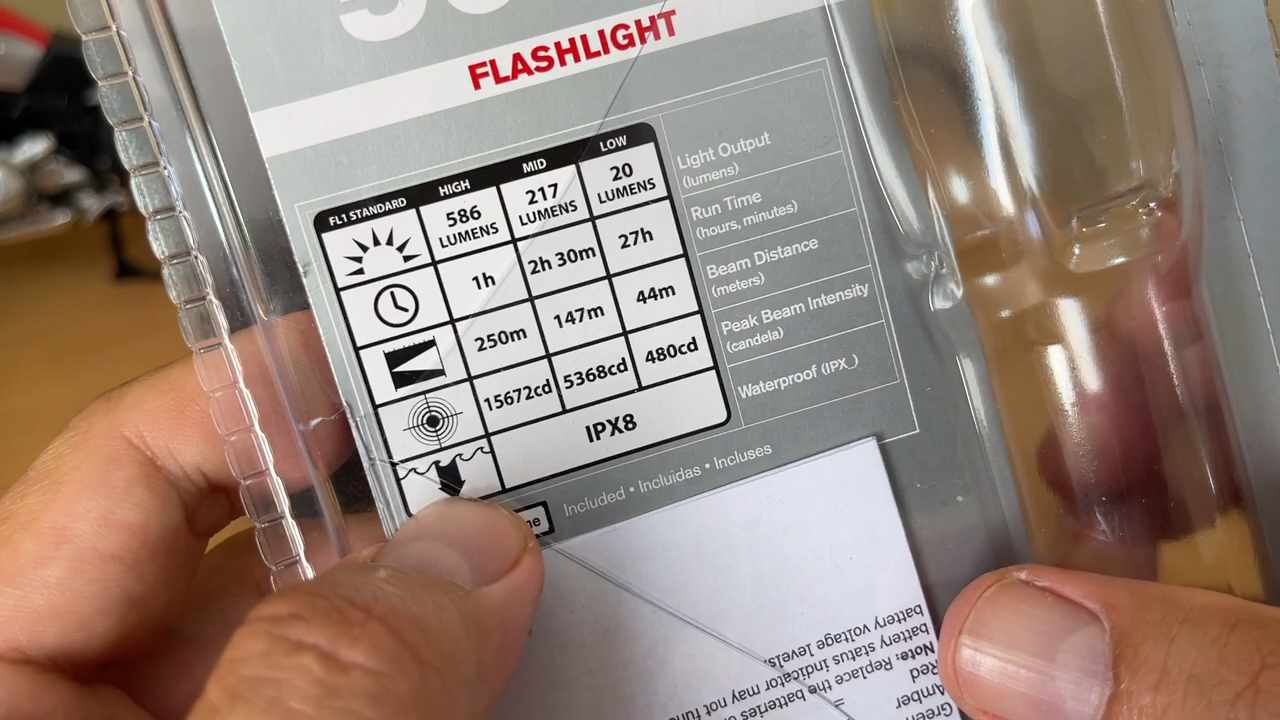 FLASHLIGHT
FL1 STANDARD HIGH MID LOW
586 LUMENS 217 LUMENS 20 LUMENS Light Output (lumens)
1h 2h 30m 27h Run Time (hours, minutes)
250m 147m 44m Beam Distance (meters)
15672cd 5368cd 480cd Peak Beam Intensity (candela)
IPX8 Waterproof (IPX_)
Included • Incluidas • Incluses
Green
Amber
Red
Note: Replace the batteries
battery status indicator may not
battery voltage levels.